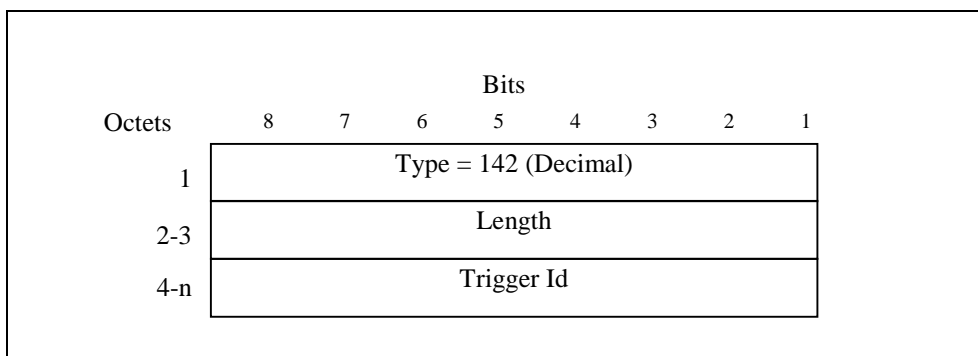 Bits
Octets 8 7 6 5 4 3 2 1
1 Type = 142 (Decimal)
2-3 Length
4-n Trigger Id